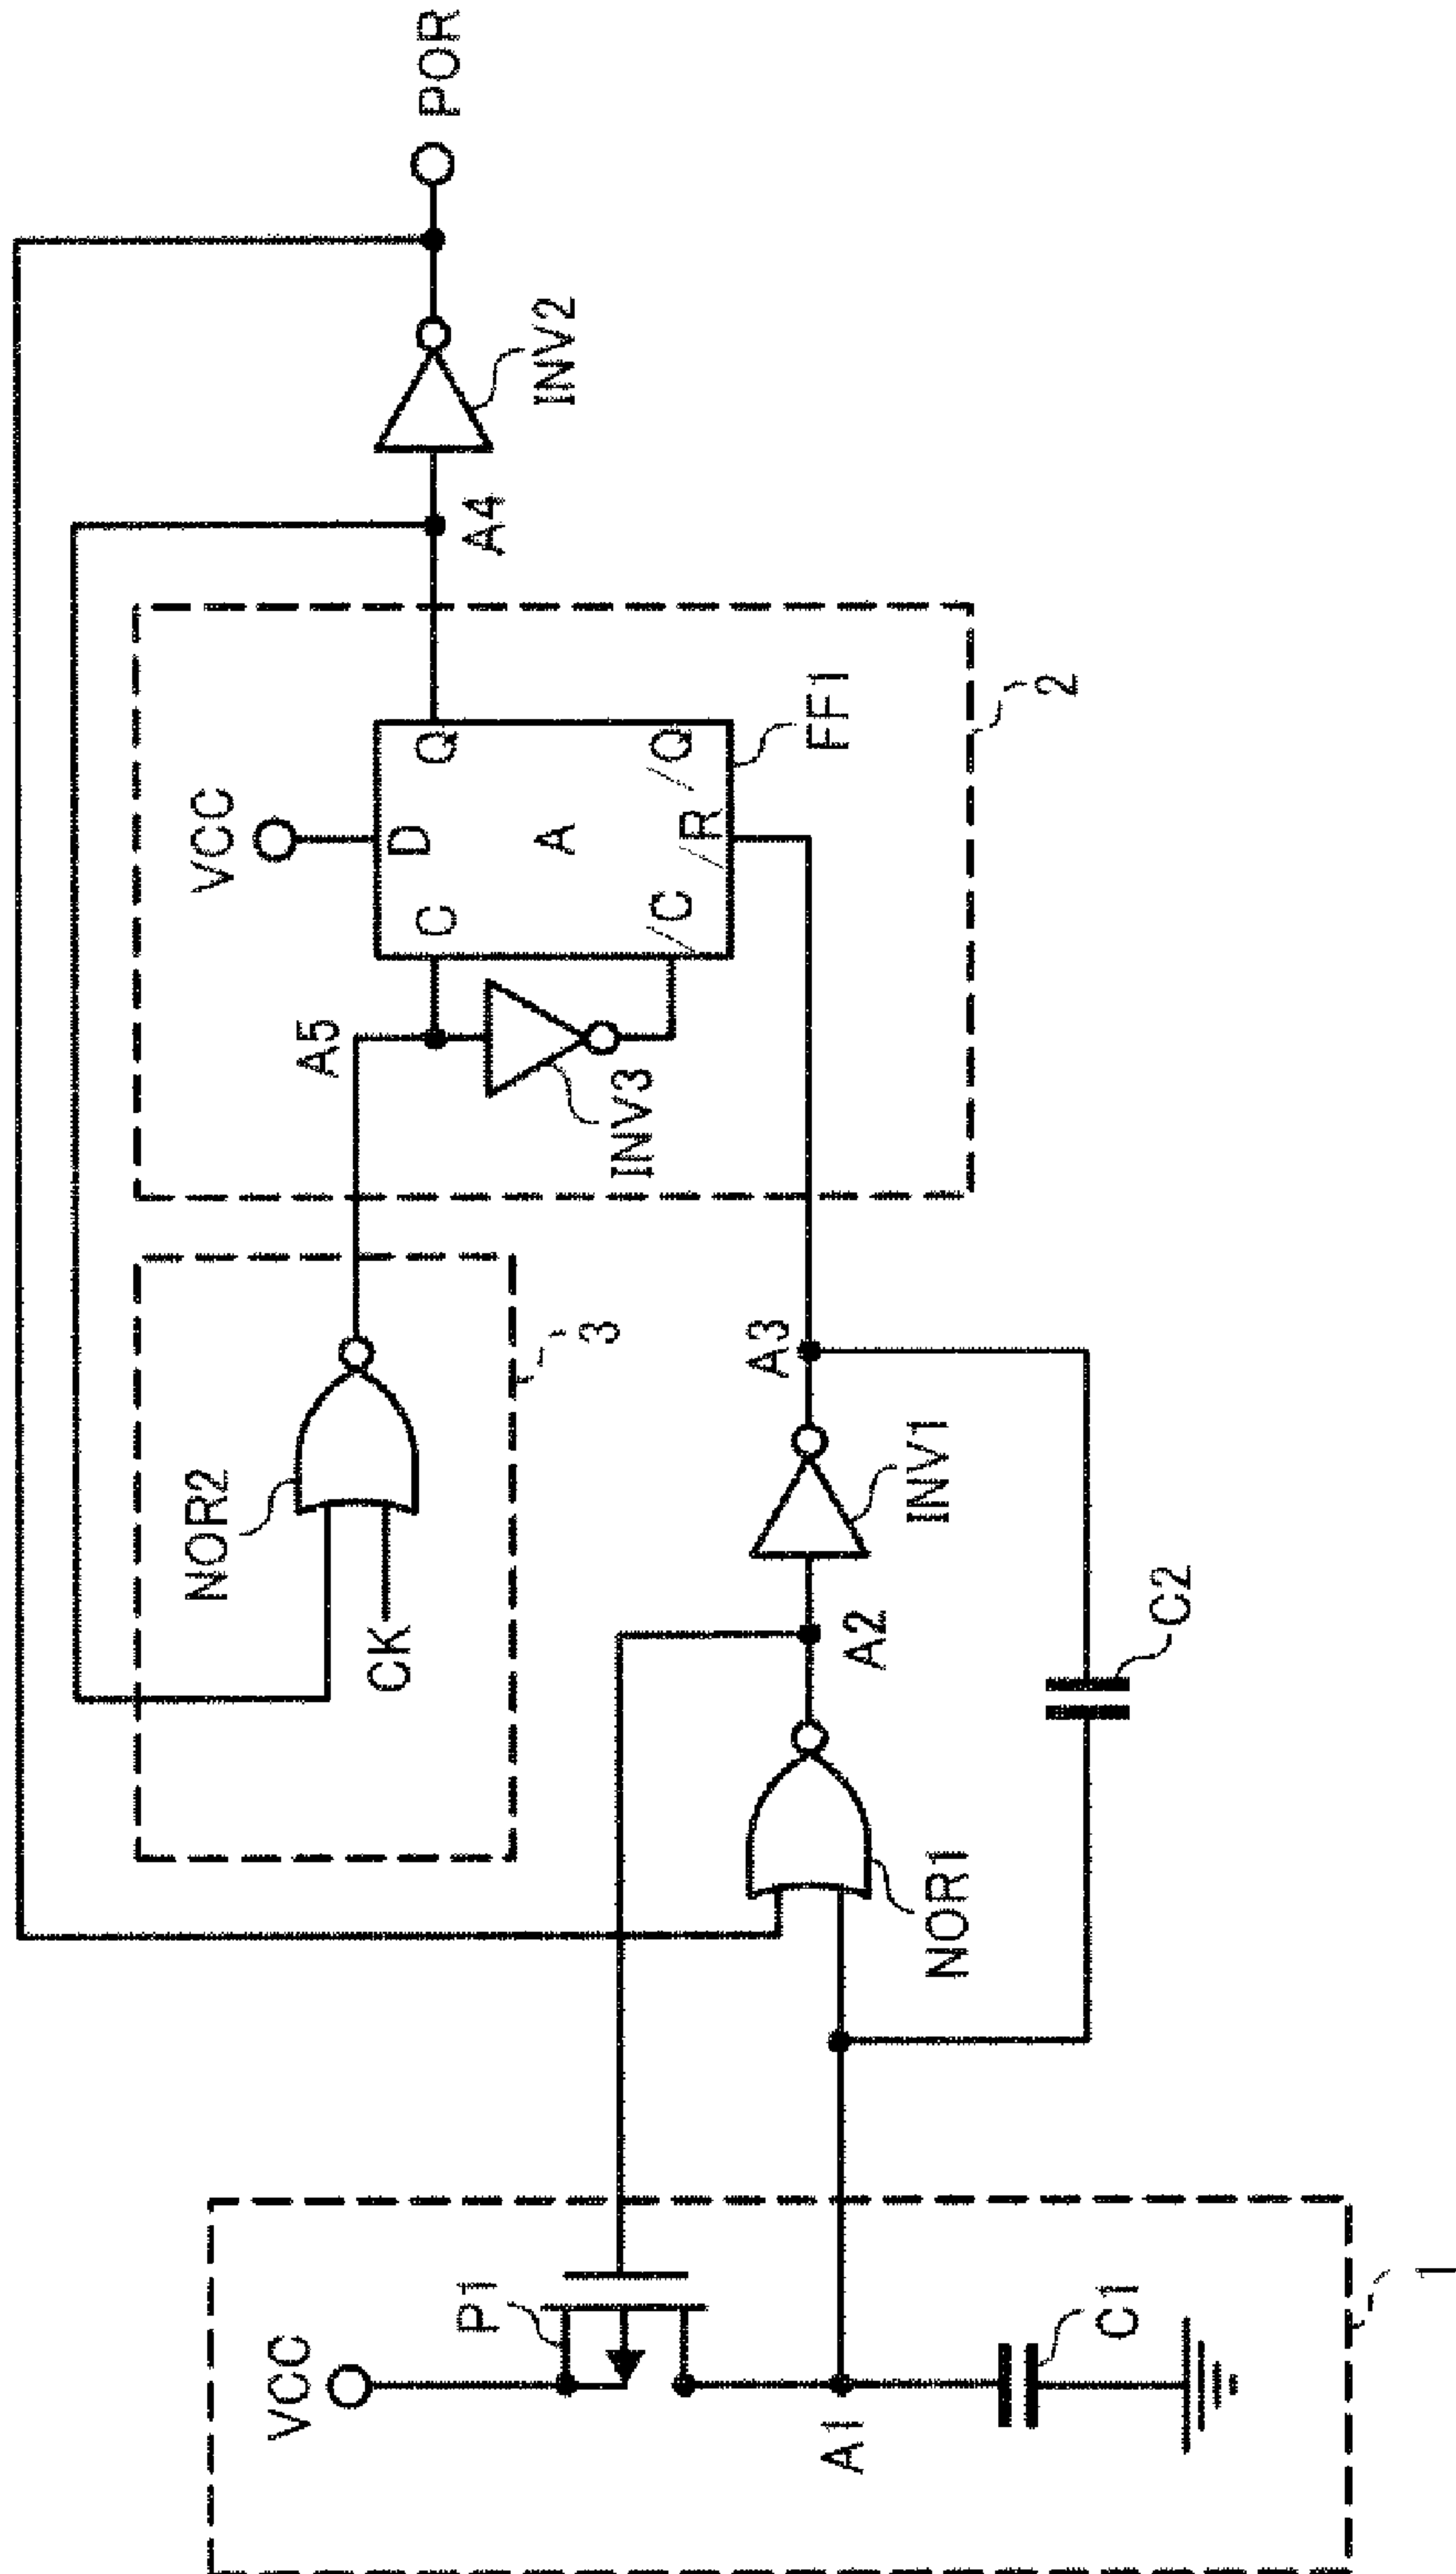 VCC
P1
A1
C1
1
NOR1
A2
INV1
A3
C2
NOR2
CK
3
A5
INV3
VCC
C
D
Q
A
/C
/R
/Q
FF1
2
A4
INV2
POR